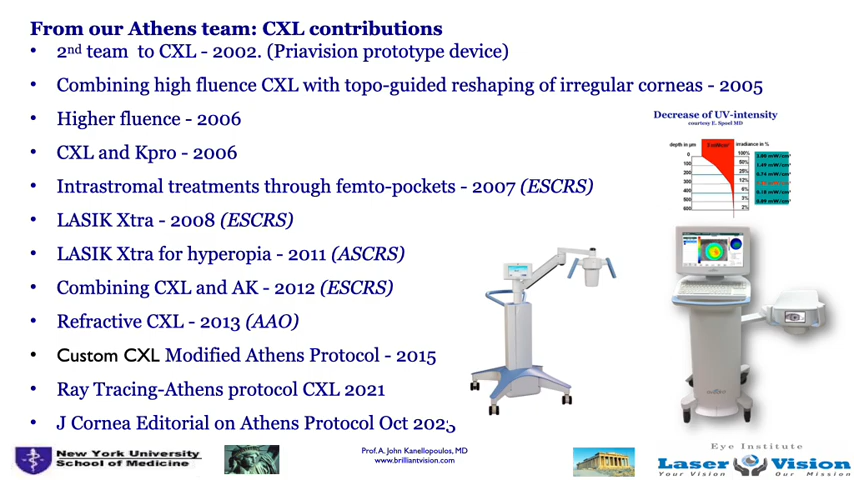 From our Athens team: CXL contributions
• 2nd team to CXL - 2002. (Priavision prototype device)
• Combining high fluence CXL with topo-guided reshaping of irregular corneas - 2005
• Higher fluence - 2006
• CXL and Kpro - 2006
• Intrastromal treatments through femto-pockets - 2007 (ESCRS)
• LASIK Xtra - 2008 (ESCRS)
• LASIK Xtra for hyperopia - 2011 (ASCRS)
• Combining CXL and AK - 2012 (ESCRS)
• Refractive CXL - 2013 (AAO)
• Custom CXL Modified Athens Protocol - 2015
• Ray Tracing-Athens protocol CXL 2021
• J Cornea Editorial on Athens Protocol Oct
Decrease of UV-intensity
courtesy E. Spoel MD
depth in µm irradiance in %
0 100%
100 50%
200 25%
300 12%
400 6%
500 3%
600 2%
New York University
School of Medicine
Prof. A. John Kanellopoulos, MD
www.brilliantvision.com
Eye Institute
Laser Vision
Your Vision Our Mission